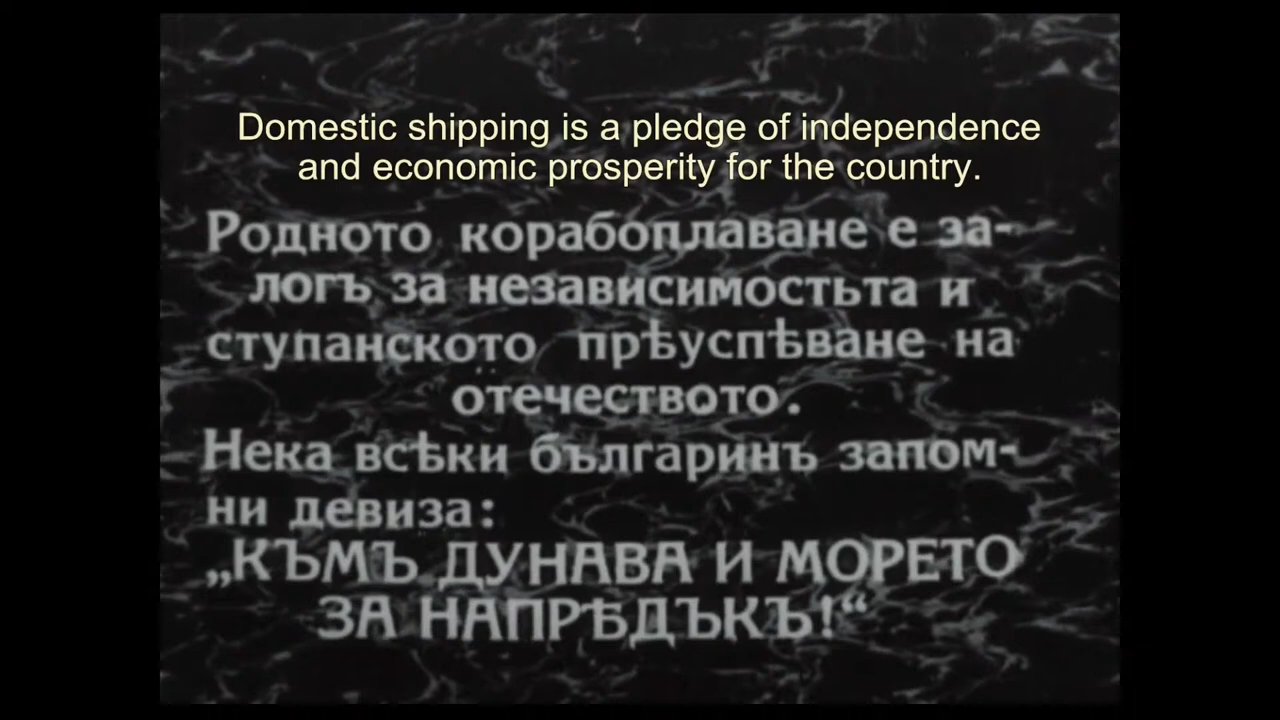 Domestic shipping is a pledge of independence
and economic prosperity for the country.
Родното корабоплаване е за-
логъ за независимостьта и
ступанското прѣуспѣване на
отечеството.
Нека всѣки българинъ запом-
ни девиза:
„КЪМЪ ДУНАВА И МОРЕТО
ЗА НАПРѢДЪКЪ!“